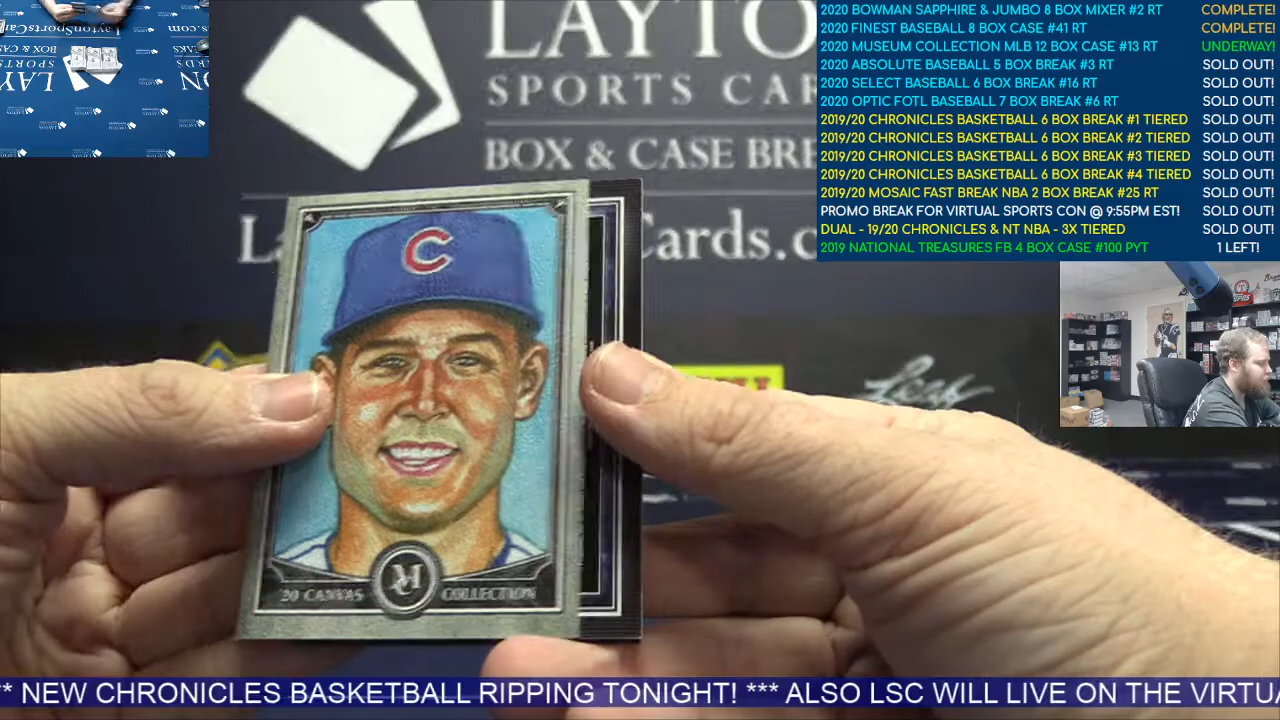 LAYTO
SPORTS CAR
BOX & CASE BRE
Cards.c
2020 BOWMAN SAPPHIRE & JUMBO 8 BOX MIXER #2 RT COMPLETE!
2020 FINEST BASEBALL 8 BOX CASE #41 RT COMPLETE!
2020 MUSEUM COLLECTION MLB 12 BOX CASE #13 RT UNDERWAY!
2020 ABSOLUTE BASEBALL 5 BOX BREAK #3 RT SOLD OUT!
2020 SELECT BASEBALL 6 BOX BREAK #16 RT SOLD OUT!
2020 OPTIC FOTL BASEBALL 7 BOX BREAK #6 RT SOLD OUT!
2019/20 CHRONICLES BASKETBALL 6 BOX BREAK #1 TIERED SOLD OUT!
2019/20 CHRONICLES BASKETBALL 6 BOX BREAK #2 TIERED SOLD OUT!
2019/20 CHRONICLES BASKETBALL 6 BOX BREAK #3 TIERED SOLD OUT!
2019/20 CHRONICLES BASKETBALL 6 BOX BREAK #4 TIERED SOLD OUT!
2019/20 MOSAIC FAST BREAK NBA 2 BOX BREAK #25 RT SOLD OUT!
PROMO BREAK FOR VIRTUAL SPORTS CON @ 9:55PM EST! SOLD OUT!
DUAL - 19/20 CHRONICLES & NT NBA - 3X TIERED SOLD OUT!
2019 NATIONAL TREASURES FB 4 BOX CASE #100 PYT 1 LEFT!
C
20 CANVAS M COLLECTION
Leaf
** NEW CHRONICLES BASKETBALL RIPPING TONIGHT! *** ALSO LSC WILL LIVE ON THE VIRTUA